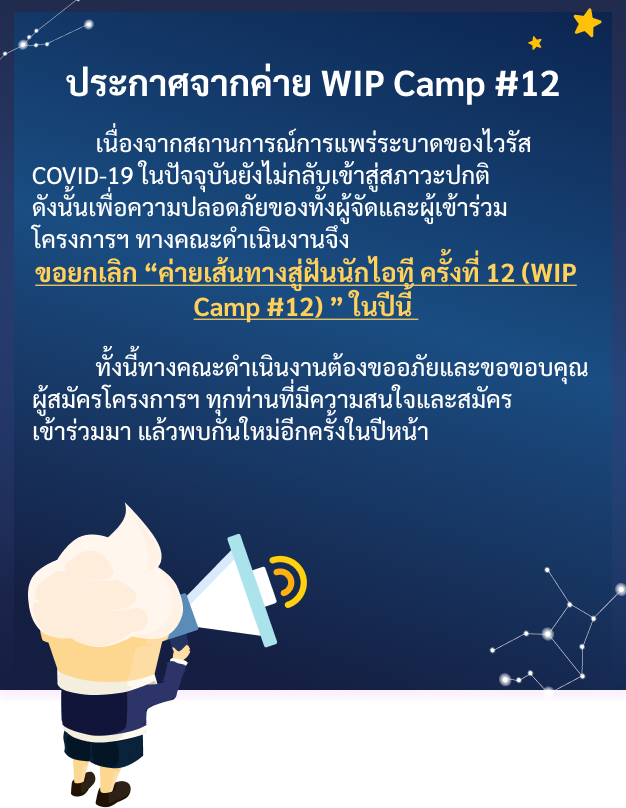 ประกาศจากค่าย WIP Camp #12
เนื่องจากสถานการณ์การแพร่ระบาดของไวรัส
COVID-19 ในปัจจุบันยังไม่กลับเข้าสู่สภาวะปกติ
ดังนั้นเพื่อความปลอดภัยของทั้งผู้จัดและผู้เข้าร่วม
โครงการฯ ทางคณะดำเนินงานจึง
ขอยกเลิก “ค่ายเส้นทางสู่ฝันนักไอที ครั้งที่ 12 (WIP
Camp #12) ” ในปีนี้
ทั้งนี้ทางคณะดำเนินงานต้องขออภัยและขอขอบคุณ
ผู้สมัครโครงการฯ ทุกท่านที่มีความสนใจและสมัคร
เข้าร่วมมา แล้วพบกันใหม่อีกครั้งในปีหน้า